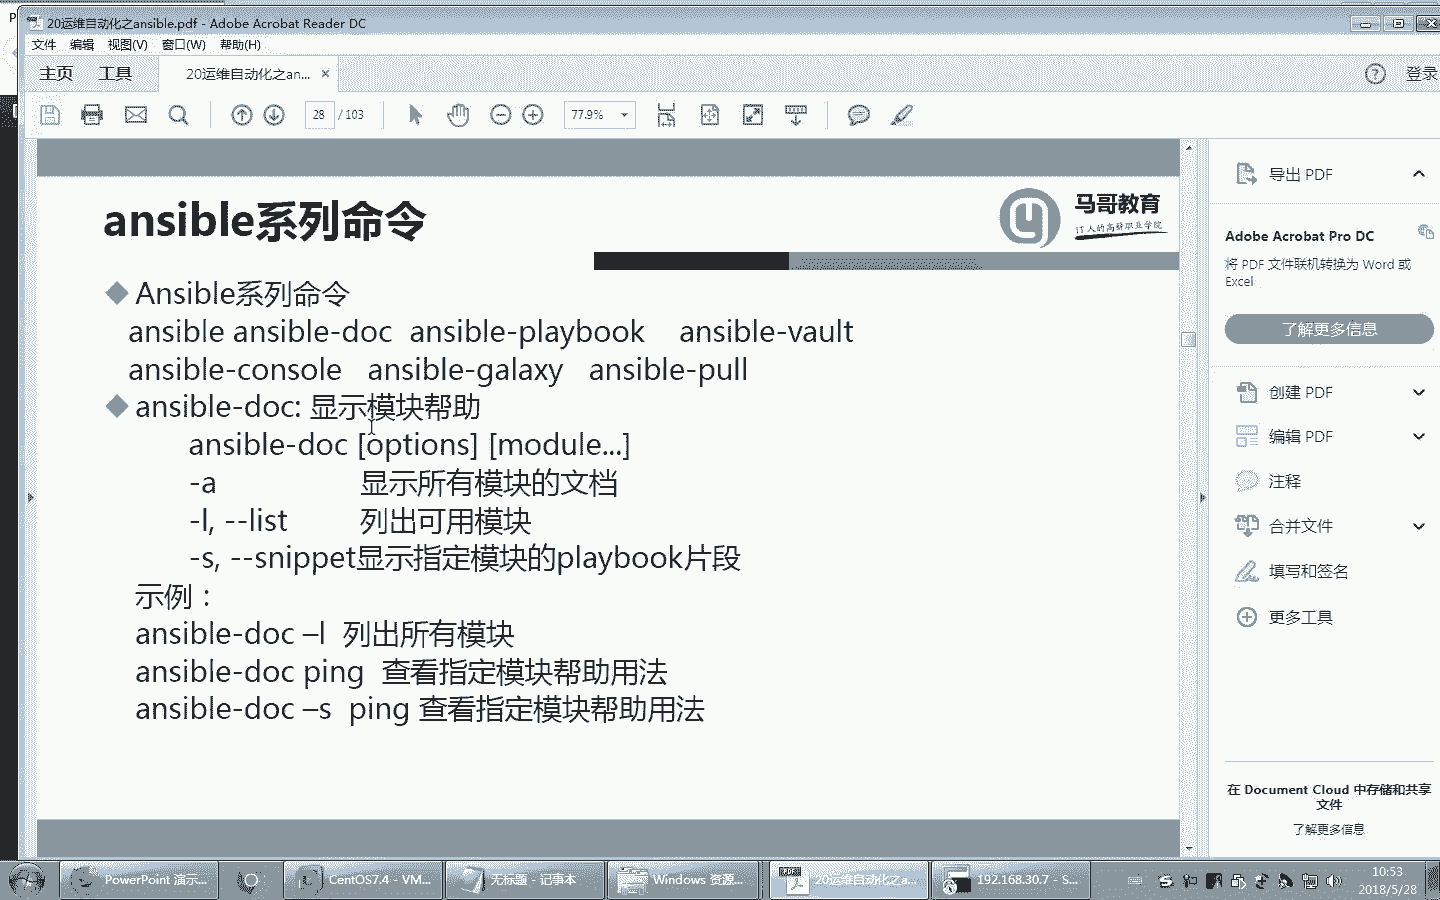 20运维自动化之ansible.pdf - Adobe Acrobat Reader DC
文件 编辑 视图(V) 窗口(W) 帮助(H)
主页 工具 20运维自动化之an... × ? 登录
28 / 103 77.9%
ansible系列命令
马哥教育
IT人的高薪职业学院
Ansible系列命令
ansible ansible-doc ansible-playbook ansible-vault
ansible-console ansible-galaxy ansible-pull
ansible-doc: 显示模块帮助
ansible-doc [options] [module...]
-a 显示所有模块的文档
-l, --list 列出可用模块
-s, --snippet显示指定模块的playbook片段
示例：
ansible-doc –l 列出所有模块
ansible-doc ping 查看指定模块帮助用法
ansible-doc –s ping 查看指定模块帮助用法
导出 PDF
Adobe Acrobat Pro DC
将 PDF 文件联机转换为 Word 或
Excel
了解更多信息
创建 PDF
编辑 PDF
注释
合并文件
填写和签名
更多工具
在 Document Cloud 中存储和共享
文件
了解更多信息
PowerPoint 演示... CentOS7.4 - VM... 无标题 - 记事本 Windows 资源... 20运维自动化之a... 192.168.30.7 - S...
10:53
2018/5/28